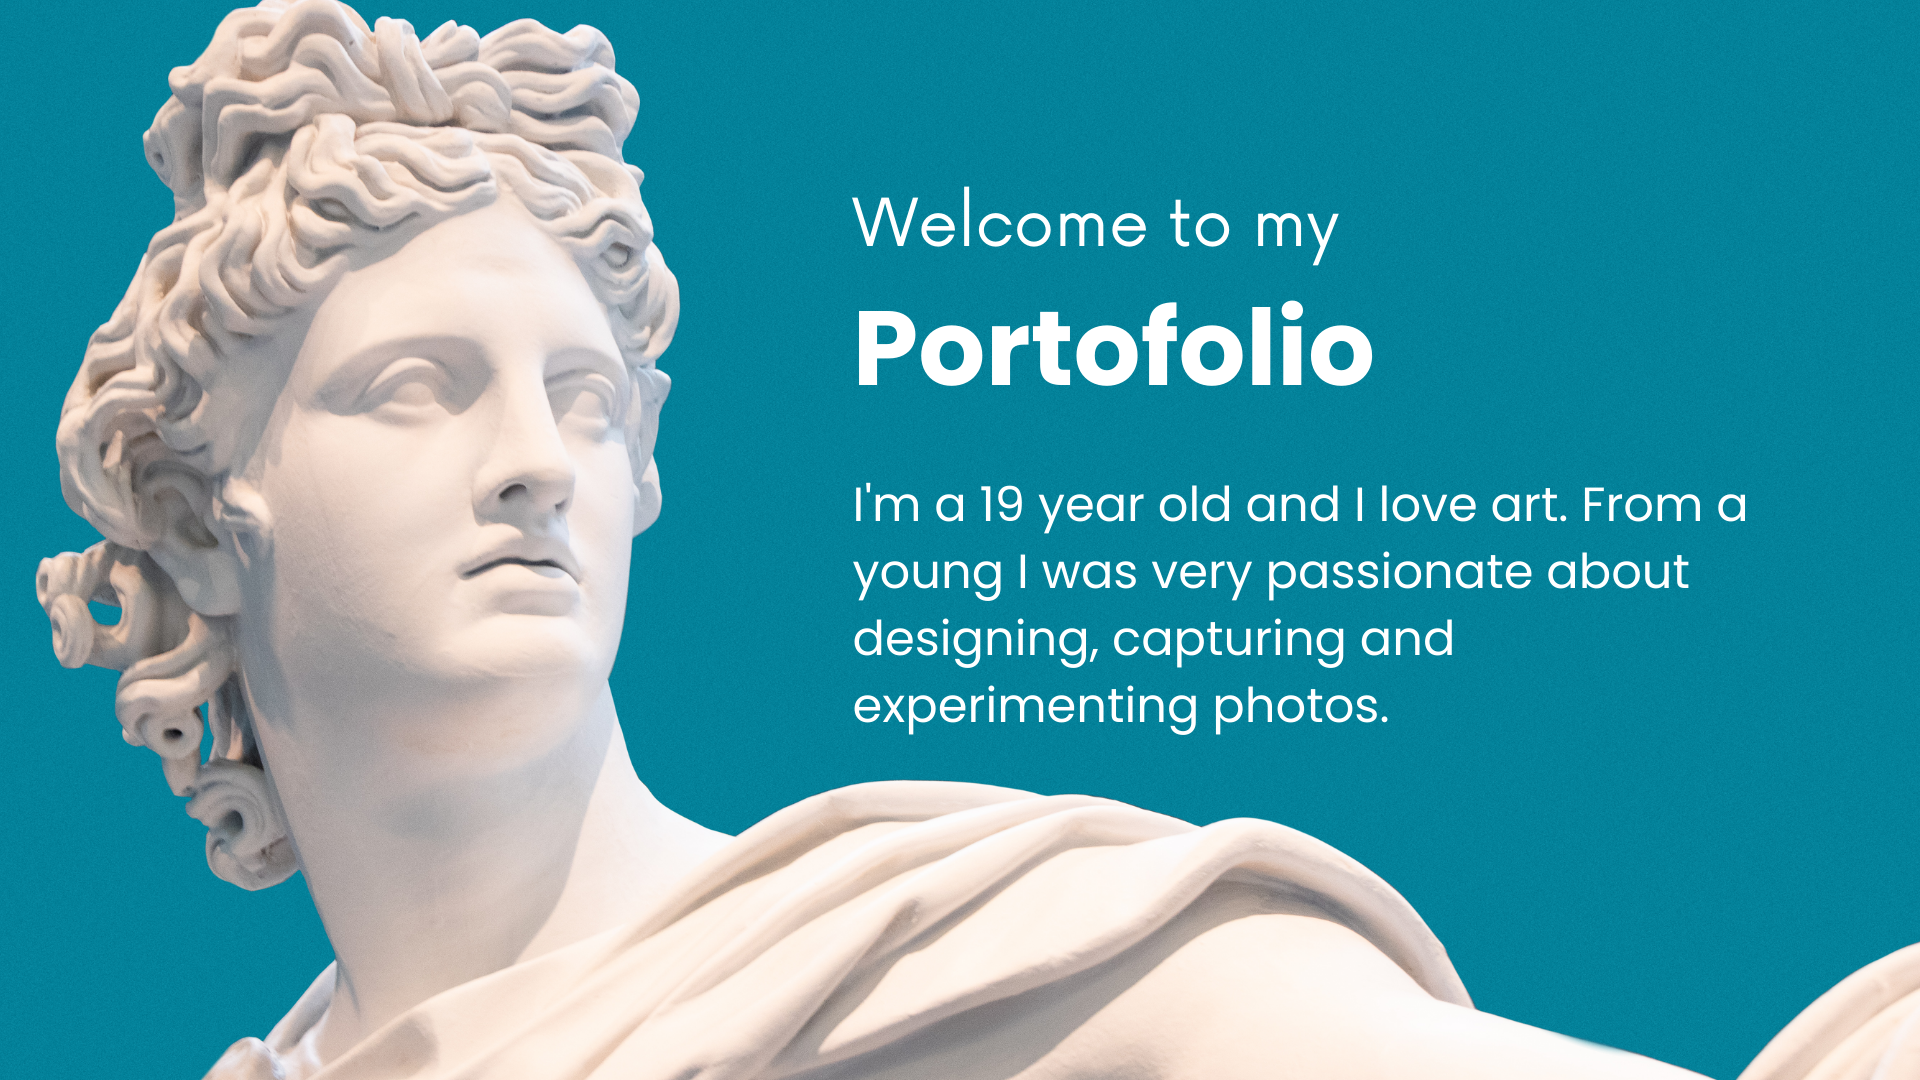 Welcome to my
Portofolio
I'm a 19 year old and I love art. From a
young I was very passionate about
designing, capturing and
experimenting photos.